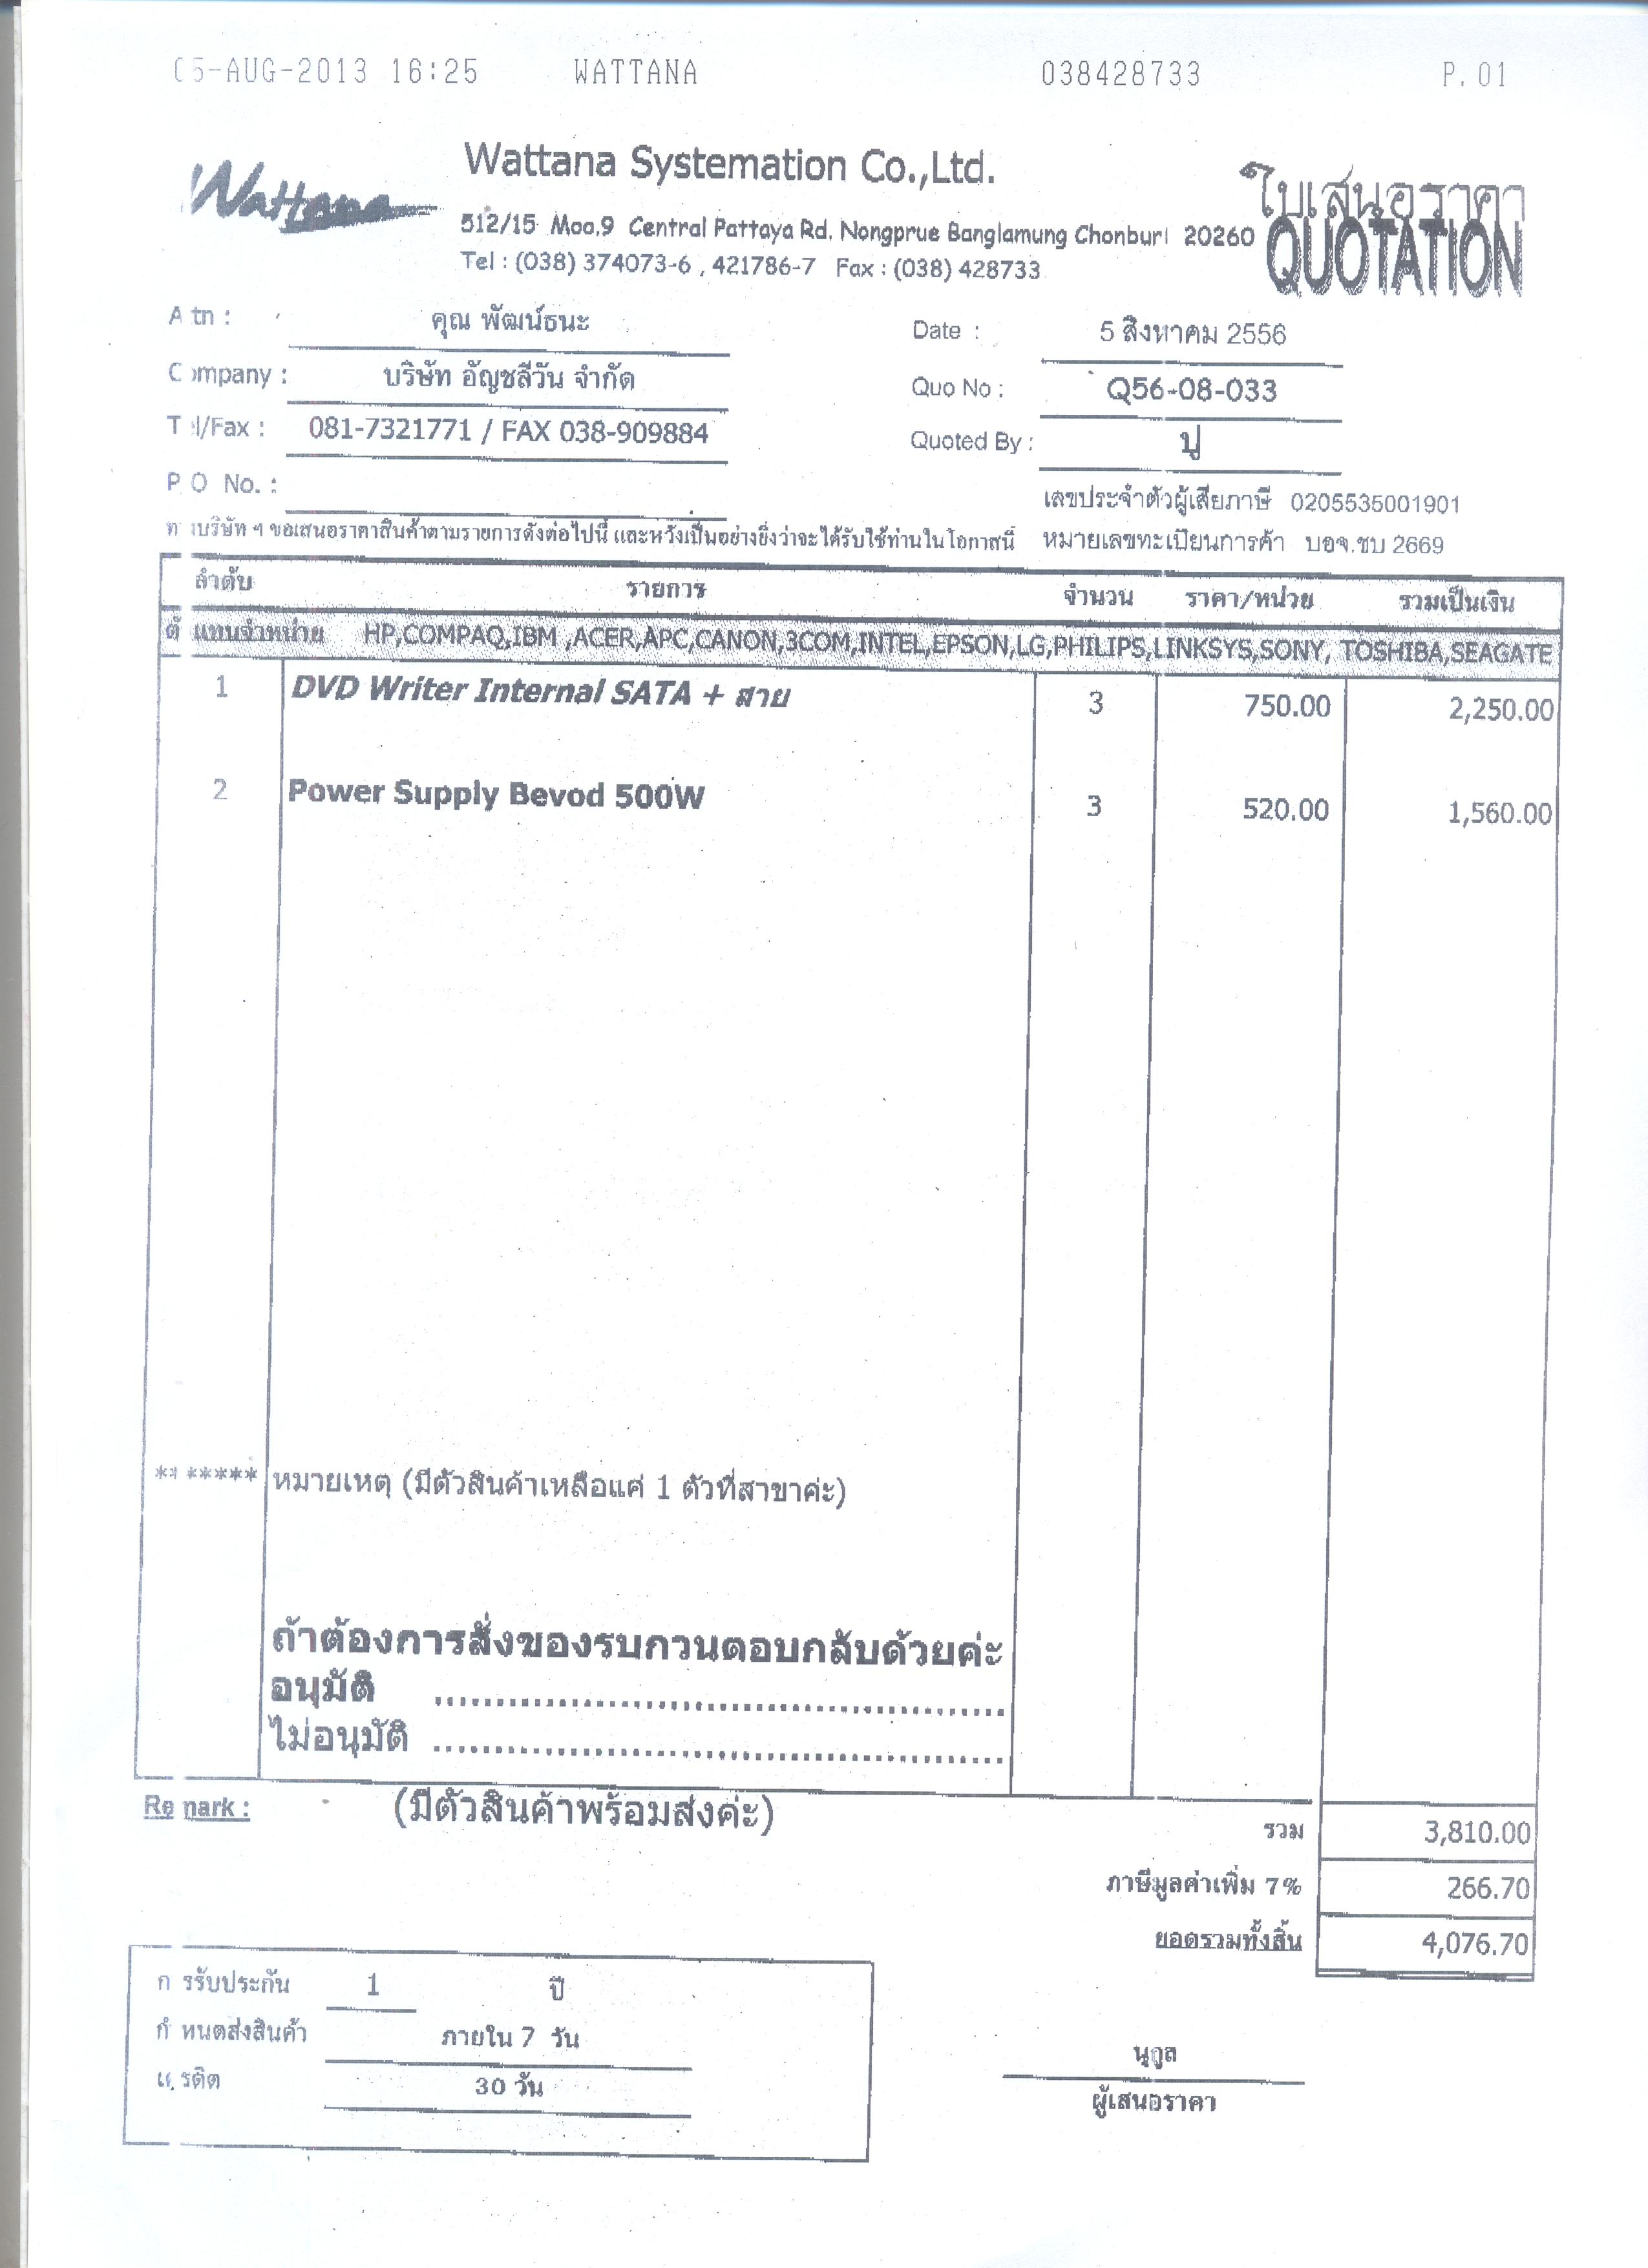 05-AUG-2013 16:25 WATTANA 038428733 P.01
Wattana
Wattana Systemation Co.,Ltd.
ใบเสนอราคา
QUOTATION
512/15 Moo.9 Central Pattaya Rd. Nongprue Banglamung Chonburi 20260
Tel : (038) 374073-6 , 421786-7 Fax : (038) 428733
Attn : คุณ พัฒน์ธนะ Date : 5 สิงหาคม 2556
Company : บริษัท อัญชลีวัน จำกัด Quo No : Q56-08-033
Tel/Fax : 081-7321771 / FAX 038-909884 Quoted By : ปู
P.O No. : เลขประจำตัวผู้เสียภาษี 0205535001901
ทางบริษัท ฯ ขอเสนอราคาสินค้าตามรายการดังต่อไปนี้ และหวังเป็นอย่างยิ่งว่าจะได้รับใช้ท่านในโอกาสนี้ หมายเลขทะเบียนการค้า บอจ.ชบ 2669
ลำดับ รายการ จำนวน ราคา/หน่วย รวมเป็นเงิน
ตัวแทนจำหน่าย HP,COMPAQ,IBM ,ACER,APC,CANON,3COM,INTEL,EPSON,LG,PHILIPS,LINKSYS,SONY, TOSHIBA,SEAGATE
1 DVD Writer Internal SATA + สาย 3 750.00 2,250.00
2 Power Supply Bevod 500W 3 520.00 1,560.00
******* หมายเหตุ (มีตัวสินค้าเหลือแค่ 1 ตัวที่สาขาค่ะ)
ถ้าต้องการสั่งของรบกวนตอบกลับด้วยค่ะ
อนุมัติ ..............................................
ไม่อนุมัติ ..............................................
Remark : (มีตัวสินค้าพร้อมส่งค่ะ)
รวม 3,810.00
ภาษีมูลค่าเพิ่ม 7% 266.70
ยอดรวมทั้งสิ้น 4,076.70
การรับประกัน 1 ปี
กำหนดส่งสินค้า ภายใน 7 วัน
เครดิต 30 วัน
นุกูล
ผู้เสนอราคา